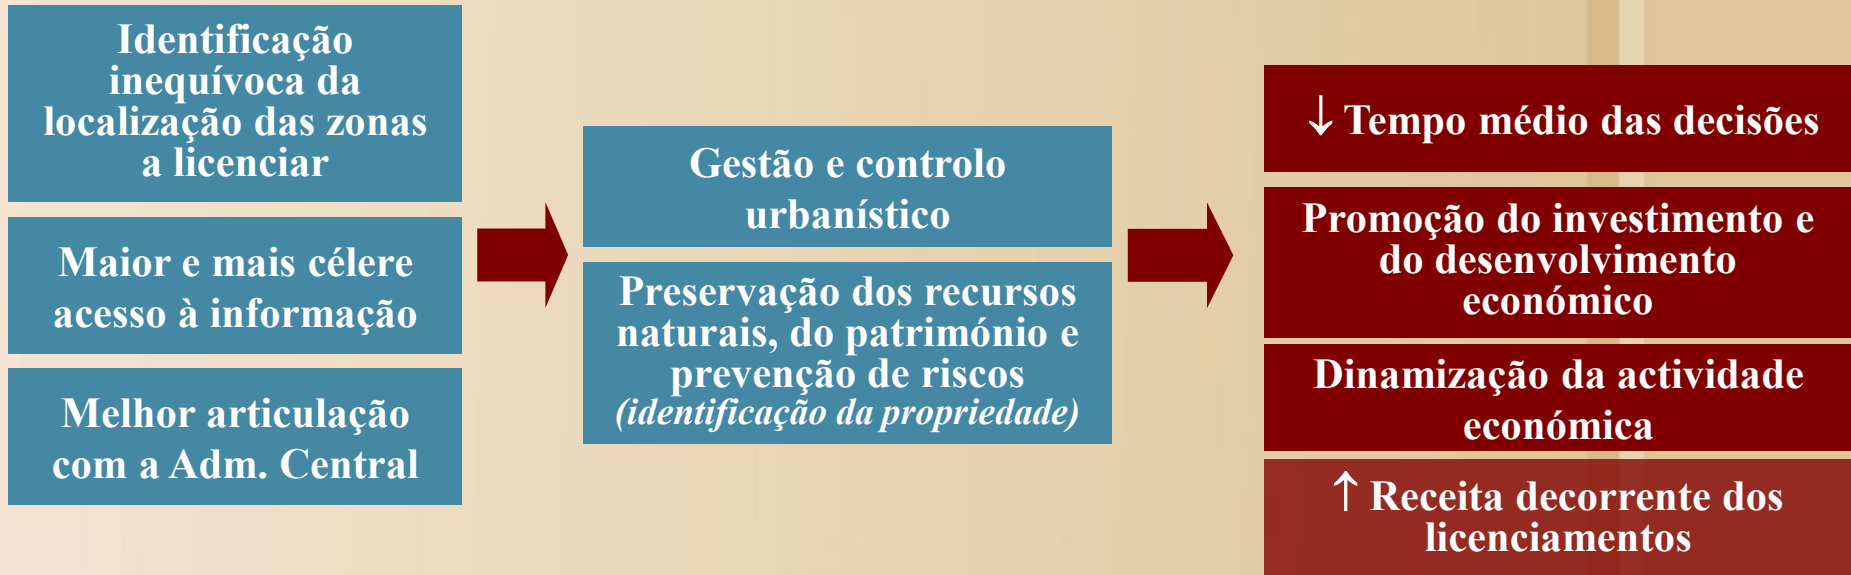 Identificação
inequívoca da
localização das zonas
a licenciar
Maior e mais célere
acesso à informação
Melhor articulação
com a Adm. Central
Gestão e controlo
urbanístico
Preservação dos recursos
naturais, do património e
prevenção de riscos
(identificação da propriedade)
↓ Tempo médio das decisões
Promoção do investimento e
do desenvolvimento
económico
Dinamização da actividade
económica
↑ Receita decorrente dos
licenciamentos